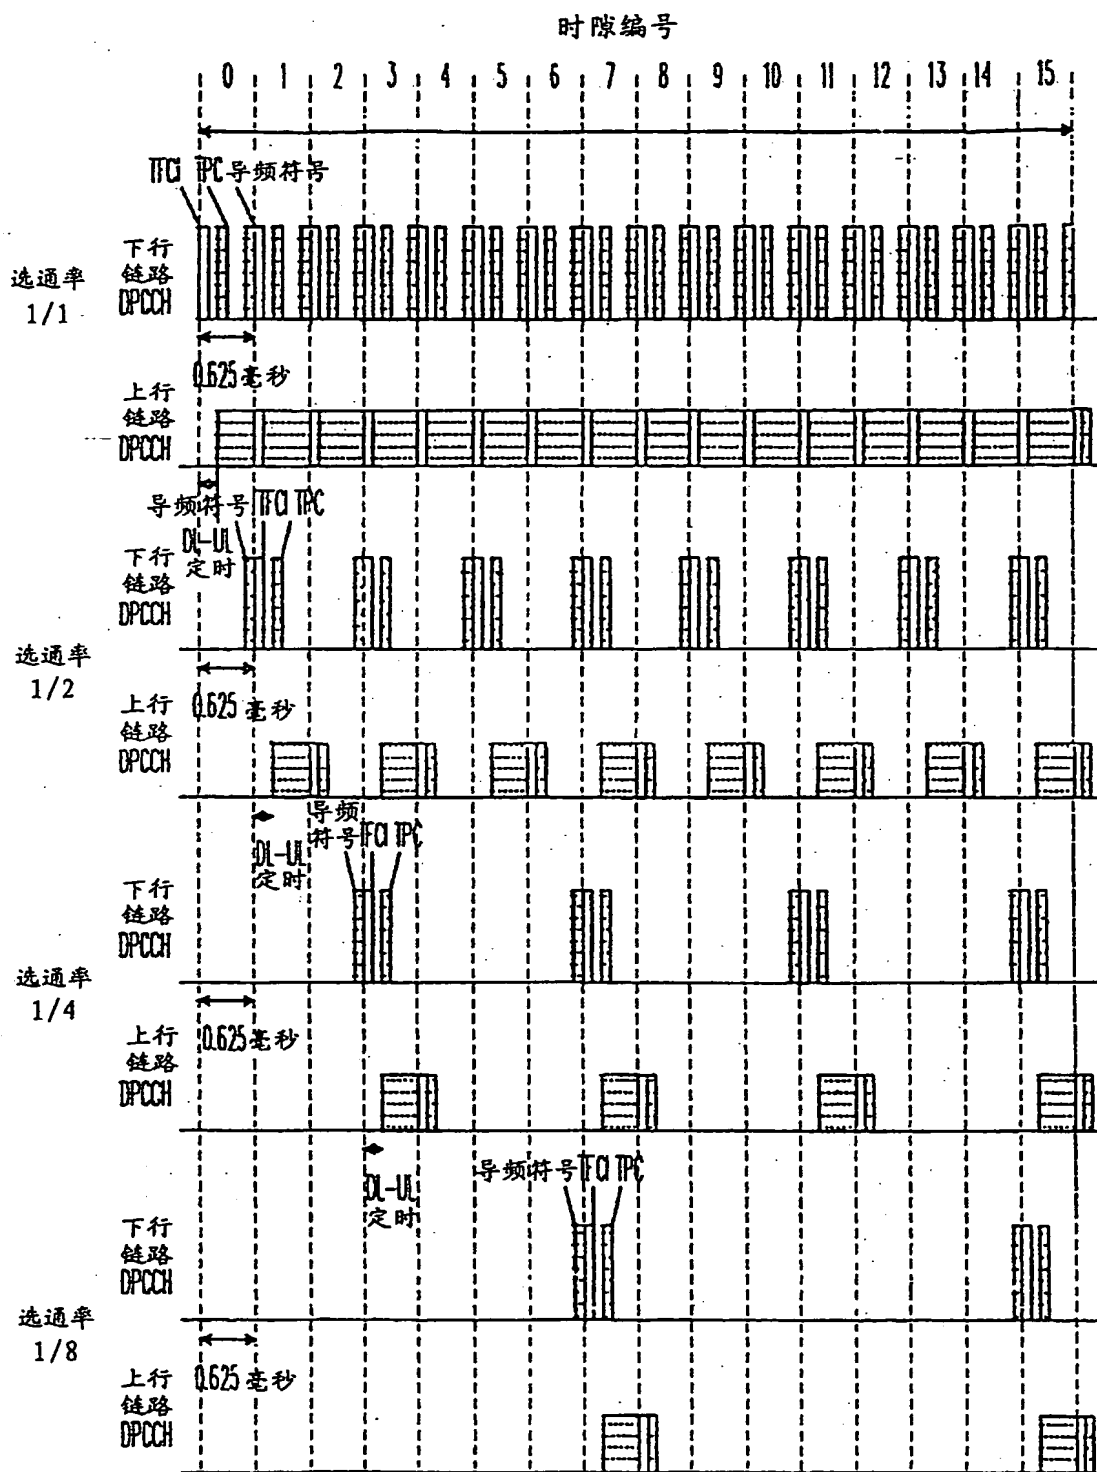 时隙编号
0 1 2 3 4 5 6 7 8 9 10 11 12 13 14 15
TFCI TPC 导频符号
选通率
1/1
下行
链路
DPCCH
0.625毫秒
上行
链路
DPCCH
导频符号 TFCI TPC
DL-UL
定时
选通率
1/2
下行
链路
DPCCH
0.625毫秒
上行
链路
DPCCH
导频
符号 TFCI TPC
DL-UL
定时
选通率
1/4
下行
链路
DPCCH
0.625毫秒
上行
链路
DPCCH
导频符号 TFCI TPC
DL-UL
定时
选通率
1/8
下行
链路
DPCCH
0.625毫秒
上行
链路
DPCCH